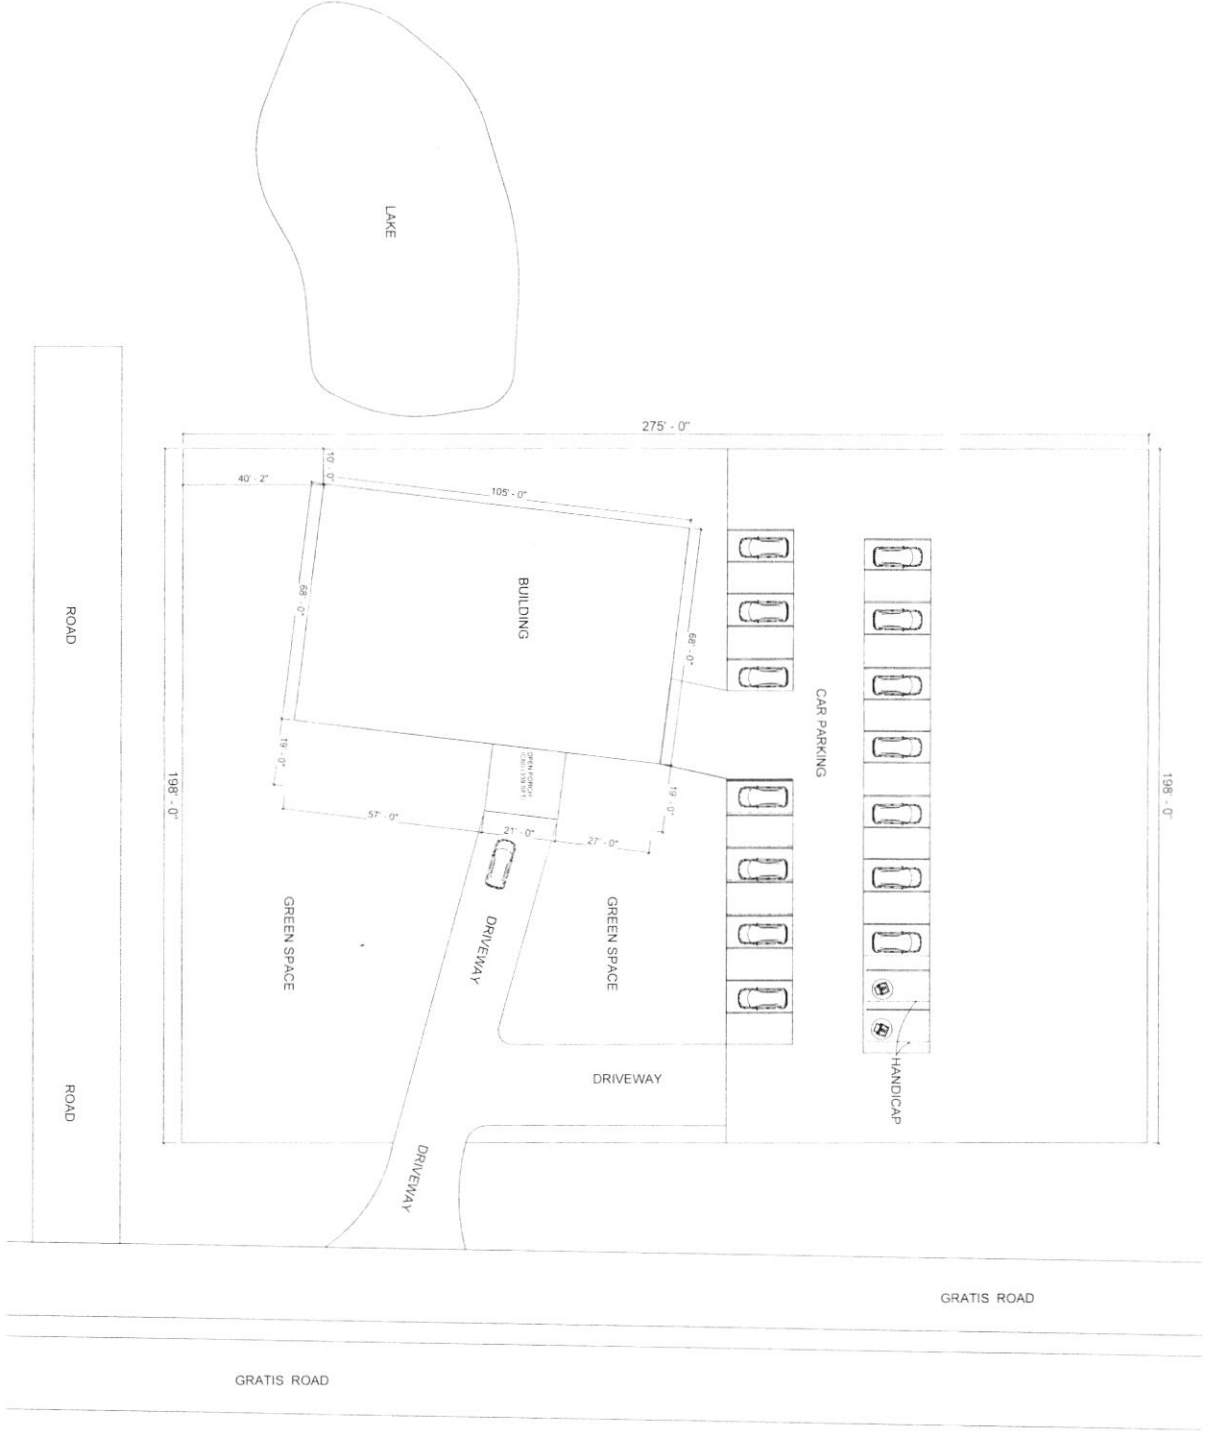 LAKE
275' - 0"
10' - 0"
40' - 2"
105' - 0"
BUILDING
68' - 0"
68' - 0"
ROAD
CAR PARKING
198' - 0"
198' - 0"
19' - 0"
19' - 0"
OPEN PORCH
57' - 0"
21' - 0"
27' - 0"
GREEN SPACE
GREEN SPACE
DRIVEWAY
DRIVEWAY
HANDICAP
ROAD
DRIVEWAY
GRATIS ROAD
GRATIS ROAD